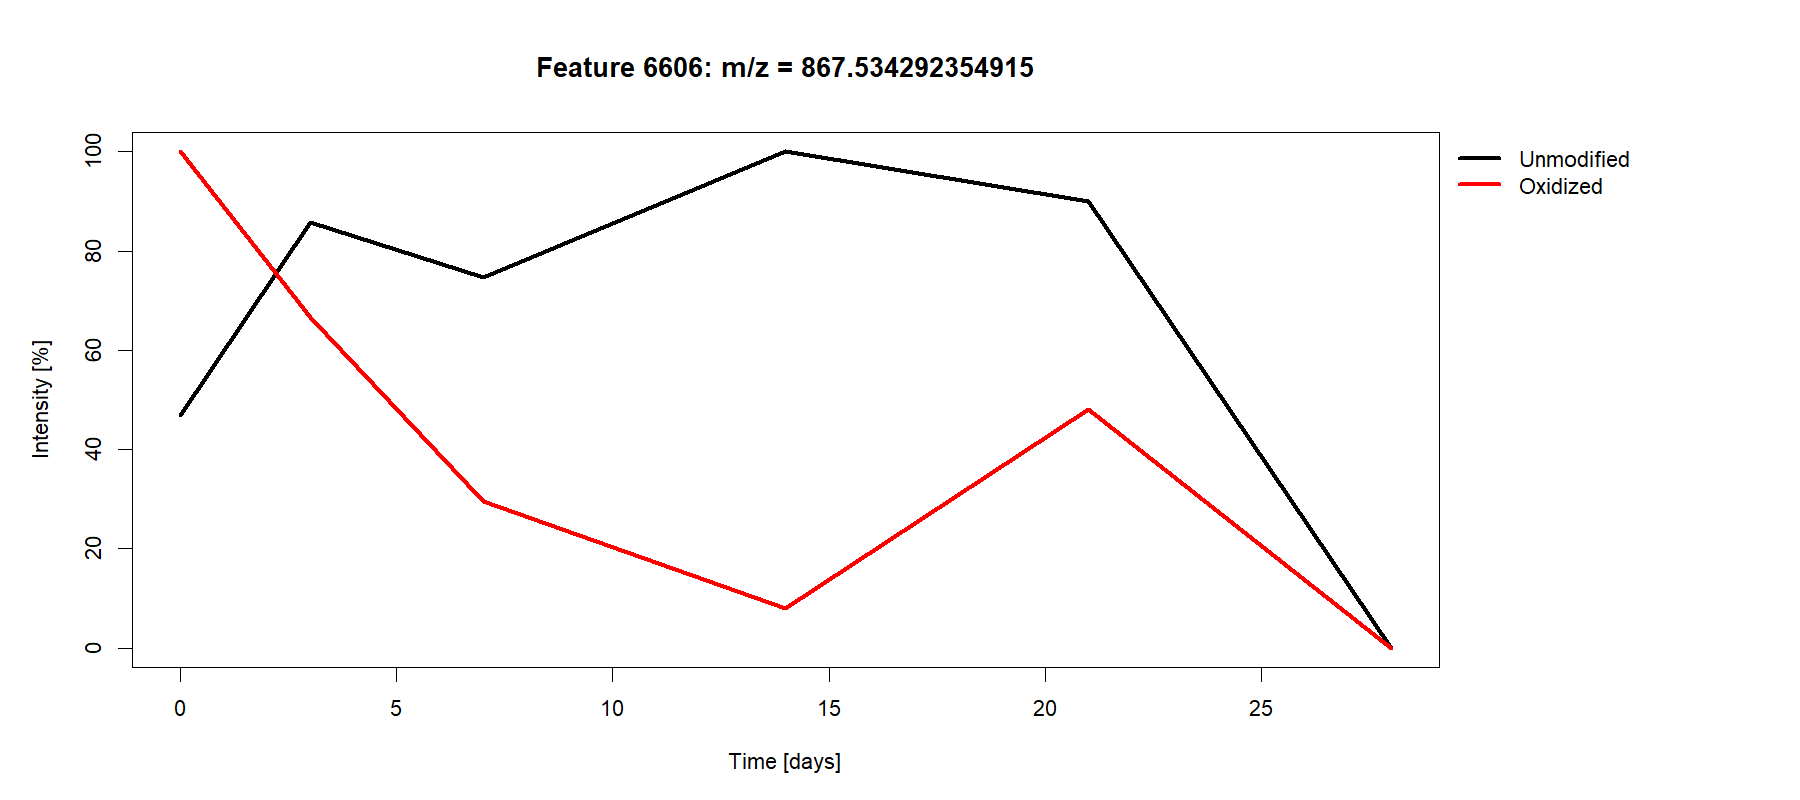 Feature 6606: m/z = 867.534292354915
Unmodified
Oxidized
Intensity [%]
100
80
60
40
20
0
0 5 10 15 20 25
Time [days]